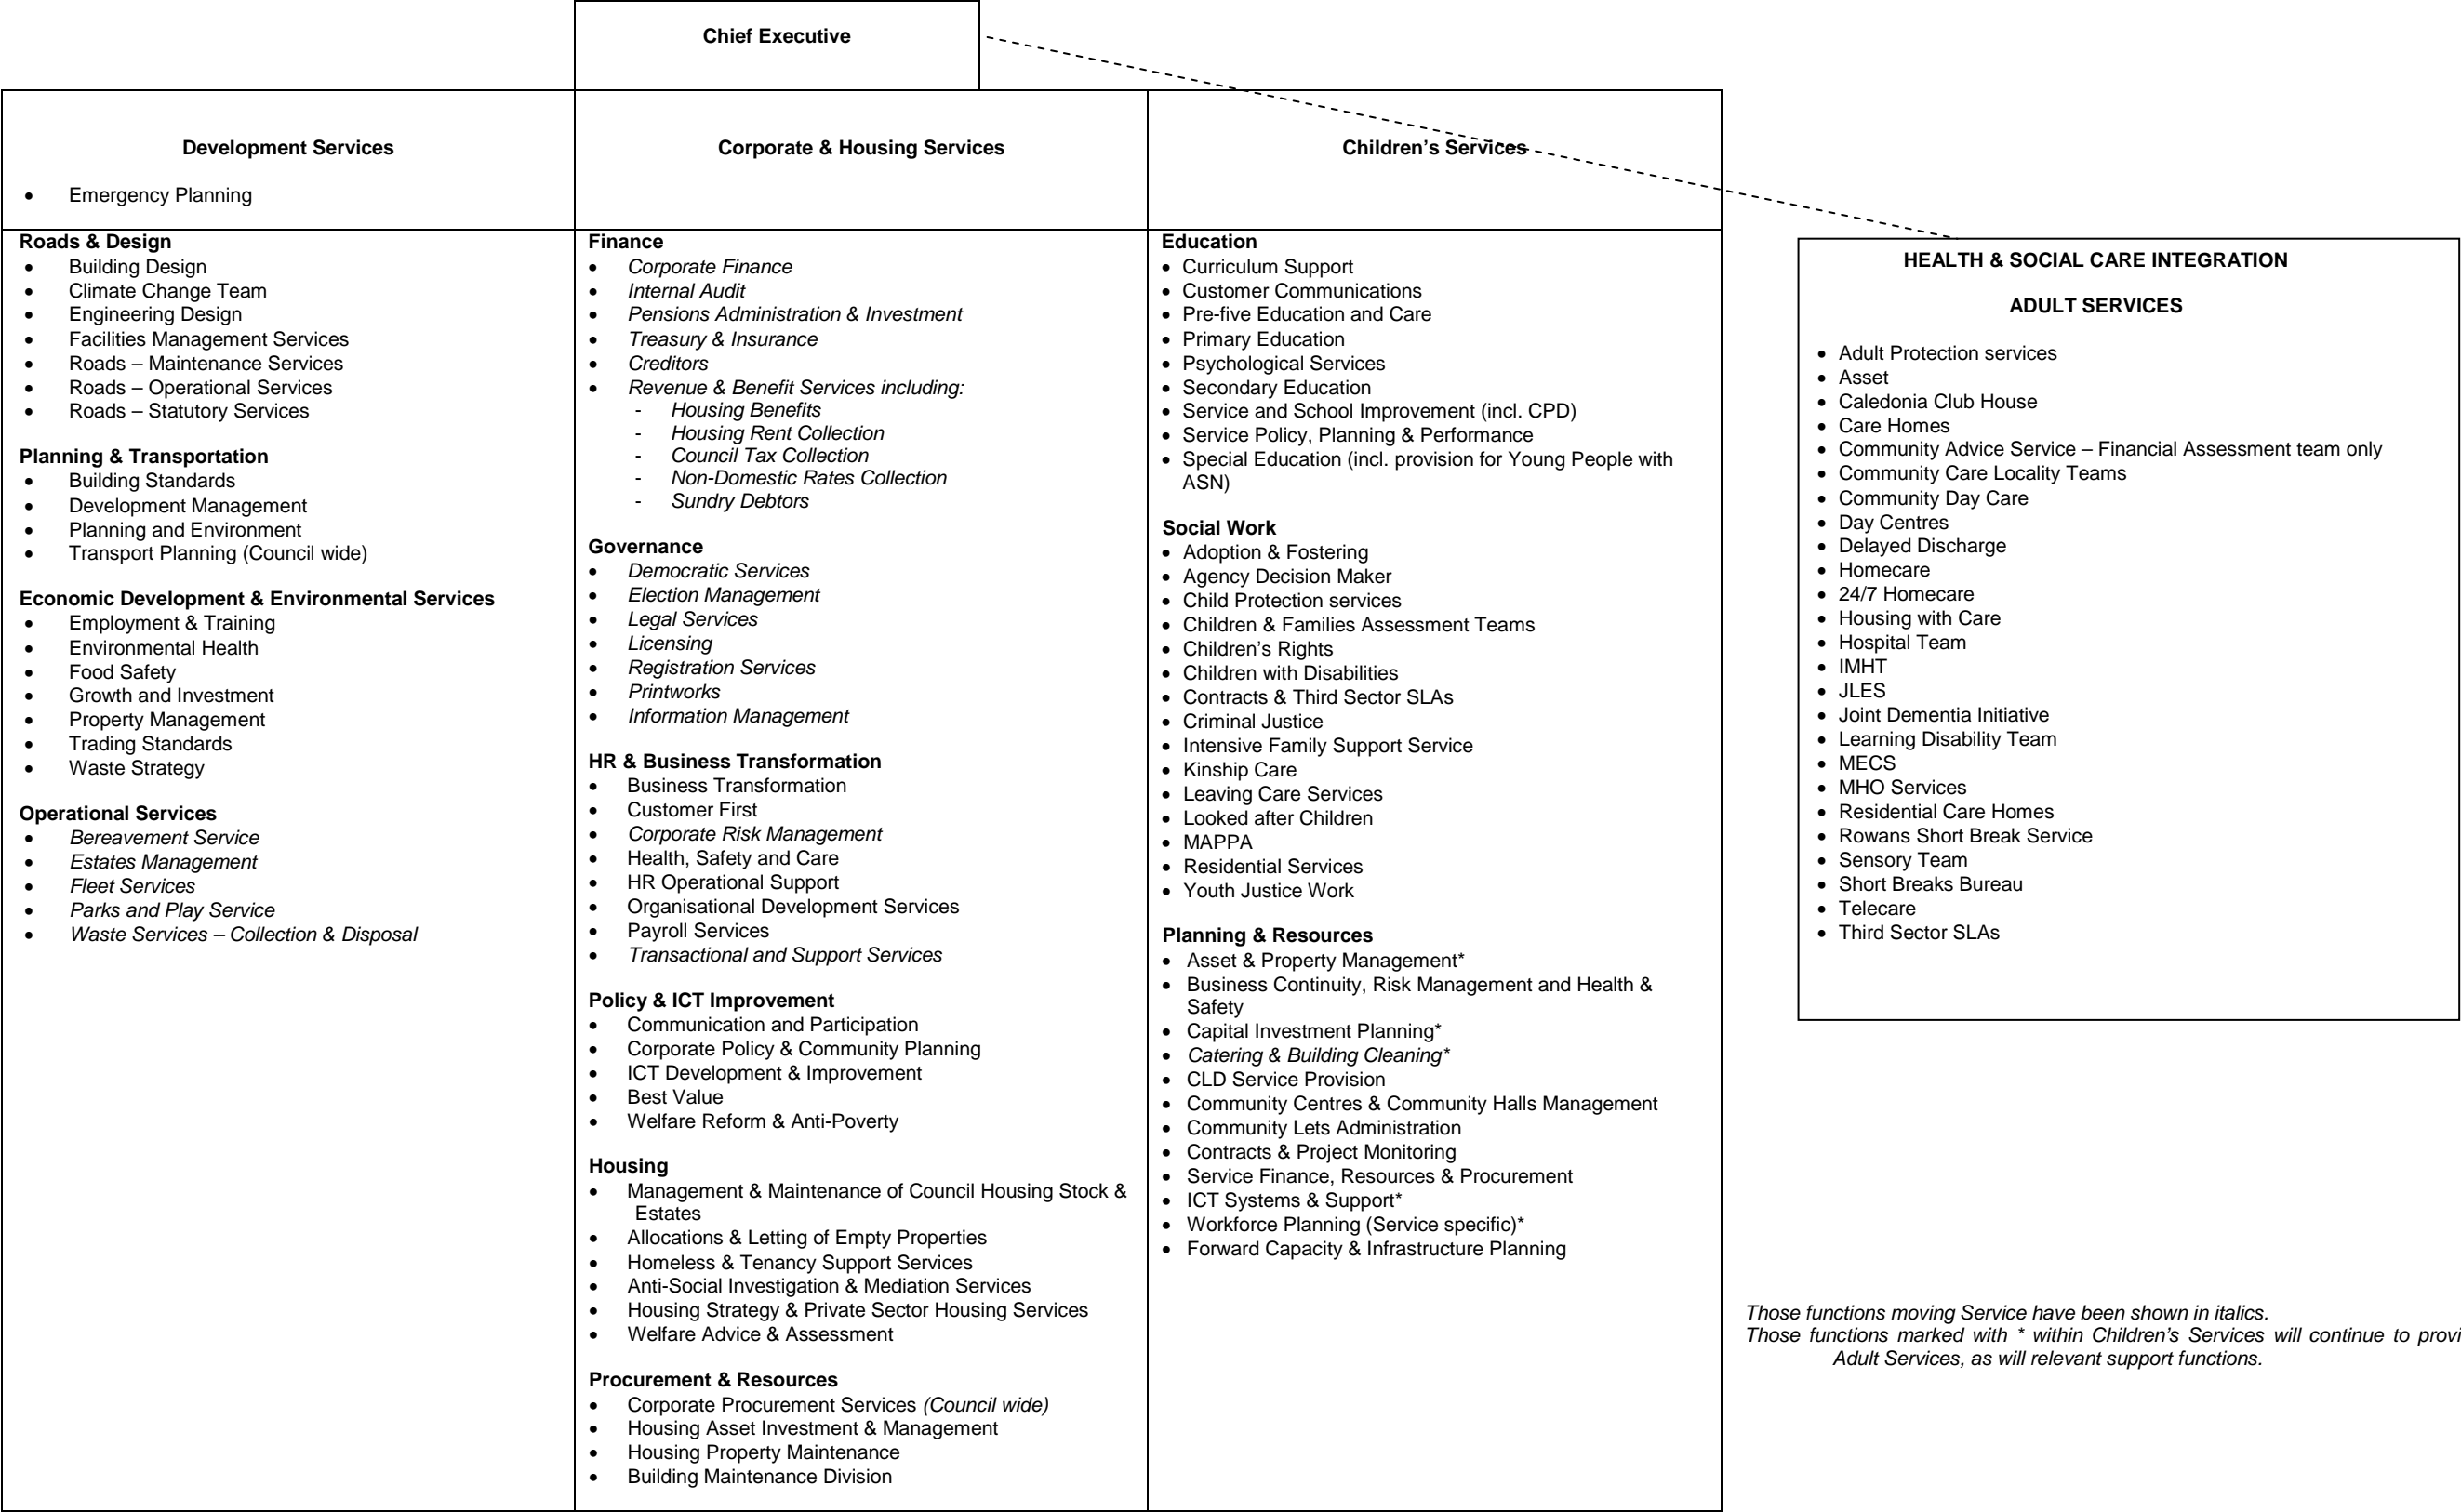 Chief Executive
Development Services
• Emergency Planning
Corporate & Housing Services
Children’s Services
Roads & Design
• Building Design
• Climate Change Team
• Engineering Design
• Facilities Management Services
• Roads – Maintenance Services
• Roads – Operational Services
• Roads – Statutory Services
Planning & Transportation
• Building Standards
• Development Management
• Planning and Environment
• Transport Planning (Council wide)
Economic Development & Environmental Services
• Employment & Training
• Environmental Health
• Food Safety
• Growth and Investment
• Property Management
• Trading Standards
• Waste Strategy
Operational Services
• Bereavement Service
• Estates Management
• Fleet Services
• Parks and Play Service
• Waste Services – Collection & Disposal
Finance
• Corporate Finance
• Internal Audit
• Pensions Administration & Investment
• Treasury & Insurance
• Creditors
• Revenue & Benefit Services including:
- Housing Benefits
- Housing Rent Collection
- Council Tax Collection
- Non-Domestic Rates Collection
- Sundry Debtors
Governance
• Democratic Services
• Election Management
• Legal Services
• Licensing
• Registration Services
• Printworks
• Information Management
HR & Business Transformation
• Business Transformation
• Customer First
• Corporate Risk Management
• Health, Safety and Care
• HR Operational Support
• Organisational Development Services
• Payroll Services
• Transactional and Support Services
Policy & ICT Improvement
• Communication and Participation
• Corporate Policy & Community Planning
• ICT Development & Improvement
• Best Value
• Welfare Reform & Anti-Poverty
Housing
• Management & Maintenance of Council Housing Stock &
Estates
• Allocations & Letting of Empty Properties
• Homeless & Tenancy Support Services
• Anti-Social Investigation & Mediation Services
• Housing Strategy & Private Sector Housing Services
• Welfare Advice & Assessment
Procurement & Resources
• Corporate Procurement Services (Council wide)
• Housing Asset Investment & Management
• Housing Property Maintenance
• Building Maintenance Division
Education
• Curriculum Support
• Customer Communications
• Pre-five Education and Care
• Primary Education
• Psychological Services
• Secondary Education
• Service and School Improvement (incl. CPD)
• Service Policy, Planning & Performance
• Special Education (incl. provision for Young People with
ASN)
Social Work
• Adoption & Fostering
• Agency Decision Maker
• Child Protection services
• Children & Families Assessment Teams
• Children’s Rights
• Children with Disabilities
• Contracts & Third Sector SLAs
• Criminal Justice
• Intensive Family Support Service
• Kinship Care
• Leaving Care Services
• Looked after Children
• MAPPA
• Residential Services
• Youth Justice Work
Planning & Resources
• Asset & Property Management*
• Business Continuity, Risk Management and Health &
Safety
• Capital Investment Planning*
• Catering & Building Cleaning*
• CLD Service Provision
• Community Centres & Community Halls Management
• Community Lets Administration
• Contracts & Project Monitoring
• Service Finance, Resources & Procurement
• ICT Systems & Support*
• Workforce Planning (Service specific)*
• Forward Capacity & Infrastructure Planning
HEALTH & SOCIAL CARE INTEGRATION
ADULT SERVICES
• Adult Protection services
• Asset
• Caledonia Club House
• Care Homes
• Community Advice Service – Financial Assessment team only
• Community Care Locality Teams
• Community Day Care
• Day Centres
• Delayed Discharge
• Homecare
• 24/7 Homecare
• Housing with Care
• Hospital Team
• IMHT
• JLES
• Joint Dementia Initiative
• Learning Disability Team
• MECS
• MHO Services
• Residential Care Homes
• Rowans Short Break Service
• Sensory Team
• Short Breaks Bureau
• Telecare
• Third Sector SLAs
Those functions moving Service have been shown in italics.
Those functions marked with * within Children’s Services will continue to provi
Adult Services, as will relevant support functions.